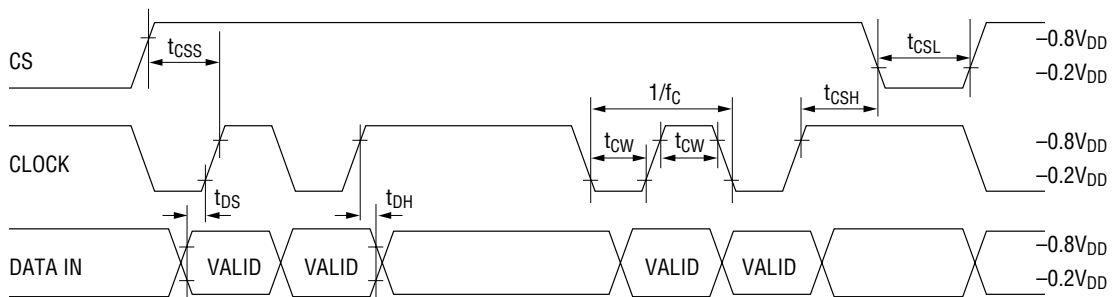 CS
t_CSS
t_CSL
–0.8V_DD
–0.2V_DD
1/f_C
t_CSH
CLOCK
t_CW
t_CW
–0.8V_DD
–0.2V_DD
t_DS
t_DH
DATA IN
VALID
VALID
VALID
VALID
–0.8V_DD
–0.2V_DD